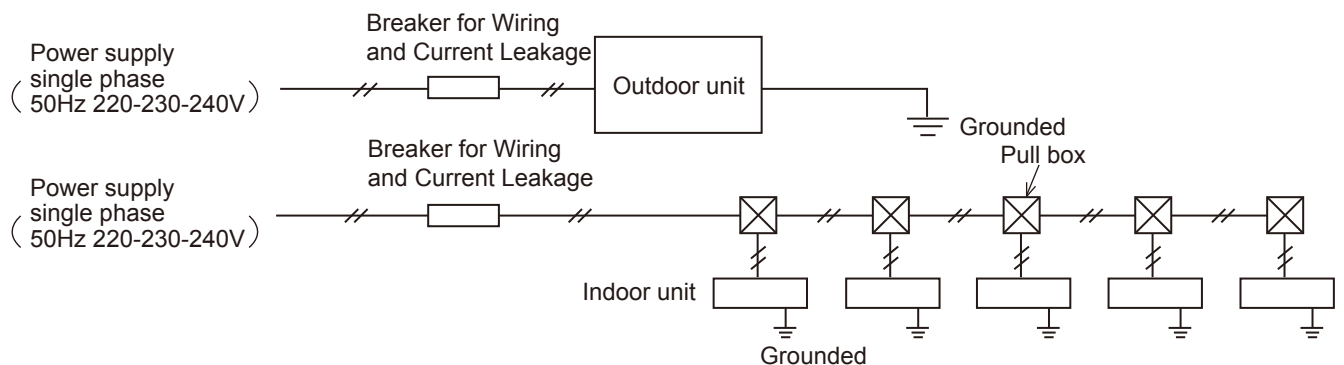 Breaker for Wiring
and Current Leakage
Power supply
single phase
(50Hz 220-230-240V)
Outdoor unit
Grounded
Pull box
Breaker for Wiring
and Current Leakage
Power supply
single phase
(50Hz 220-230-240V)
Indoor unit
Grounded